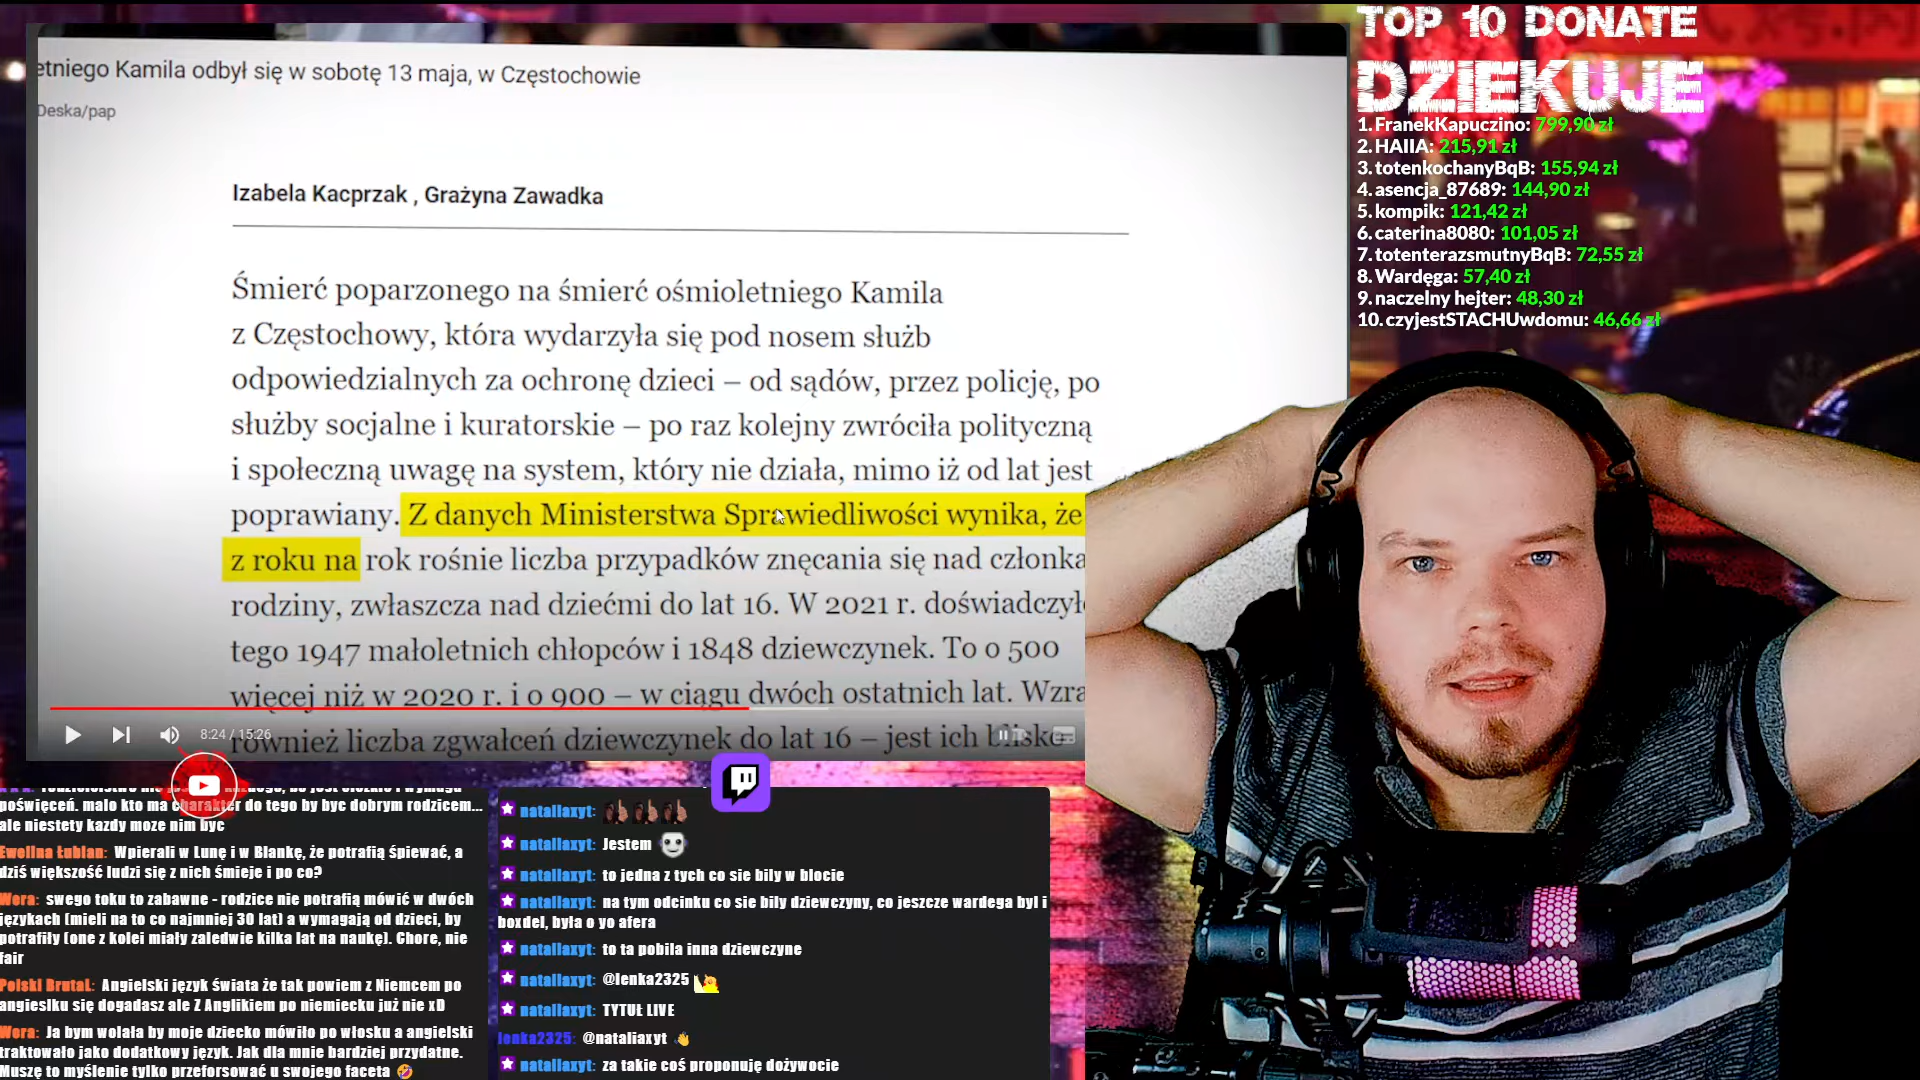 etniego Kamila odbył się w sobotę 13 maja, w Częstochowie
Deska/pap
Izabela Kacprzak , Grażyna Zawadka
Śmierć poparzonego na śmierć ośmioletniego Kamila
z Częstochowy, która wydarzyła się pod nosem służb
odpowiedzialnych za ochronę dzieci – od sądów, przez policję, po
służby socjalne i kuratorskie – po raz kolejny zwróciła polityczną
i społeczną uwagę na system, który nie działa, mimo iż od lat jest
poprawiany. Z danych Ministerstwa Sprawiedliwości wynika, że
z roku na rok rośnie liczba przypadków znęcania się nad członka
rodziny, zwłaszcza nad dziećmi do lat 16. W 2021 r. doświadczył
tego 1947 małoletnich chłopców i 1848 dziewczynek. To o 500
więcej niż w 2020 r. i o 900 – w ciągu dwóch ostatnich lat. Wzra
również liczba zgwałceń dziewczynek do lat 16 – jest ich blisko
8:24 / 15:26
TOP 10 DONATE
DZIEKUJE
1. FranekKapuczino: 799,90 zł
2. HAIIA: 215,91 zł
3. totenkochanyBqB: 155,94 zł
4. asencja_87689: 144,90 zł
5. kompik: 121,42 zł
6. caterina8080: 101,05 zł
7. totenterazsmutnyBqB: 72,55 zł
8. Wardęga: 57,40 zł
9. naczelny hejter: 48,30 zł
10. czyjestSTACHUwdomu: 46,66 zł
poświęceń. malo kto ma charakter do tego by byc dobrym rodzicem...
ale niestety kazdy moze nim byc
Ewelina Łubian: Wpierali w Lunę i w Blankę, że potrafią śpiewać, a
dziś większość ludzi się z nich śmieje i po co?
Wera: swego toku to zabawne - rodzice nie potrafią mówić w dwóch
językach (mieli na to co najmniej 30 lat) a wymagają od dzieci, by
potrafiły (one z kolei miały zaledwie kilka lat na naukę). Chore, nie
fair
Polski Brutal: Angielski język świata że tak powiem z Niemcem po
angieslku się dogadasz ale Z Anglikiem po niemiecku już nie xD
Wera: Ja bym wolała by moje dziecko mówiło po włosku a angielski
traktowało jako dodatkowy język. Jak dla mnie bardziej przydatne.
Muszę to myślenie tylko przeforsować u swojego faceta 🤣
nataliaxyt: 
nataliaxyt: Jestem
nataliaxyt: to jedna z tych co sie bily w blocie
nataliaxyt: na tym odcinku co sie bily dziewczyny, co jeszcze wardega byl i
boxdel, była o yo afera
nataliaxyt: to ta pobila inna dziewczyne
nataliaxyt: @lenka2325
nataliaxyt: TYTUŁ LIVE
lenka2325: @nataliaxyt 👋
nataliaxyt: za takie coś proponuję dożywocie